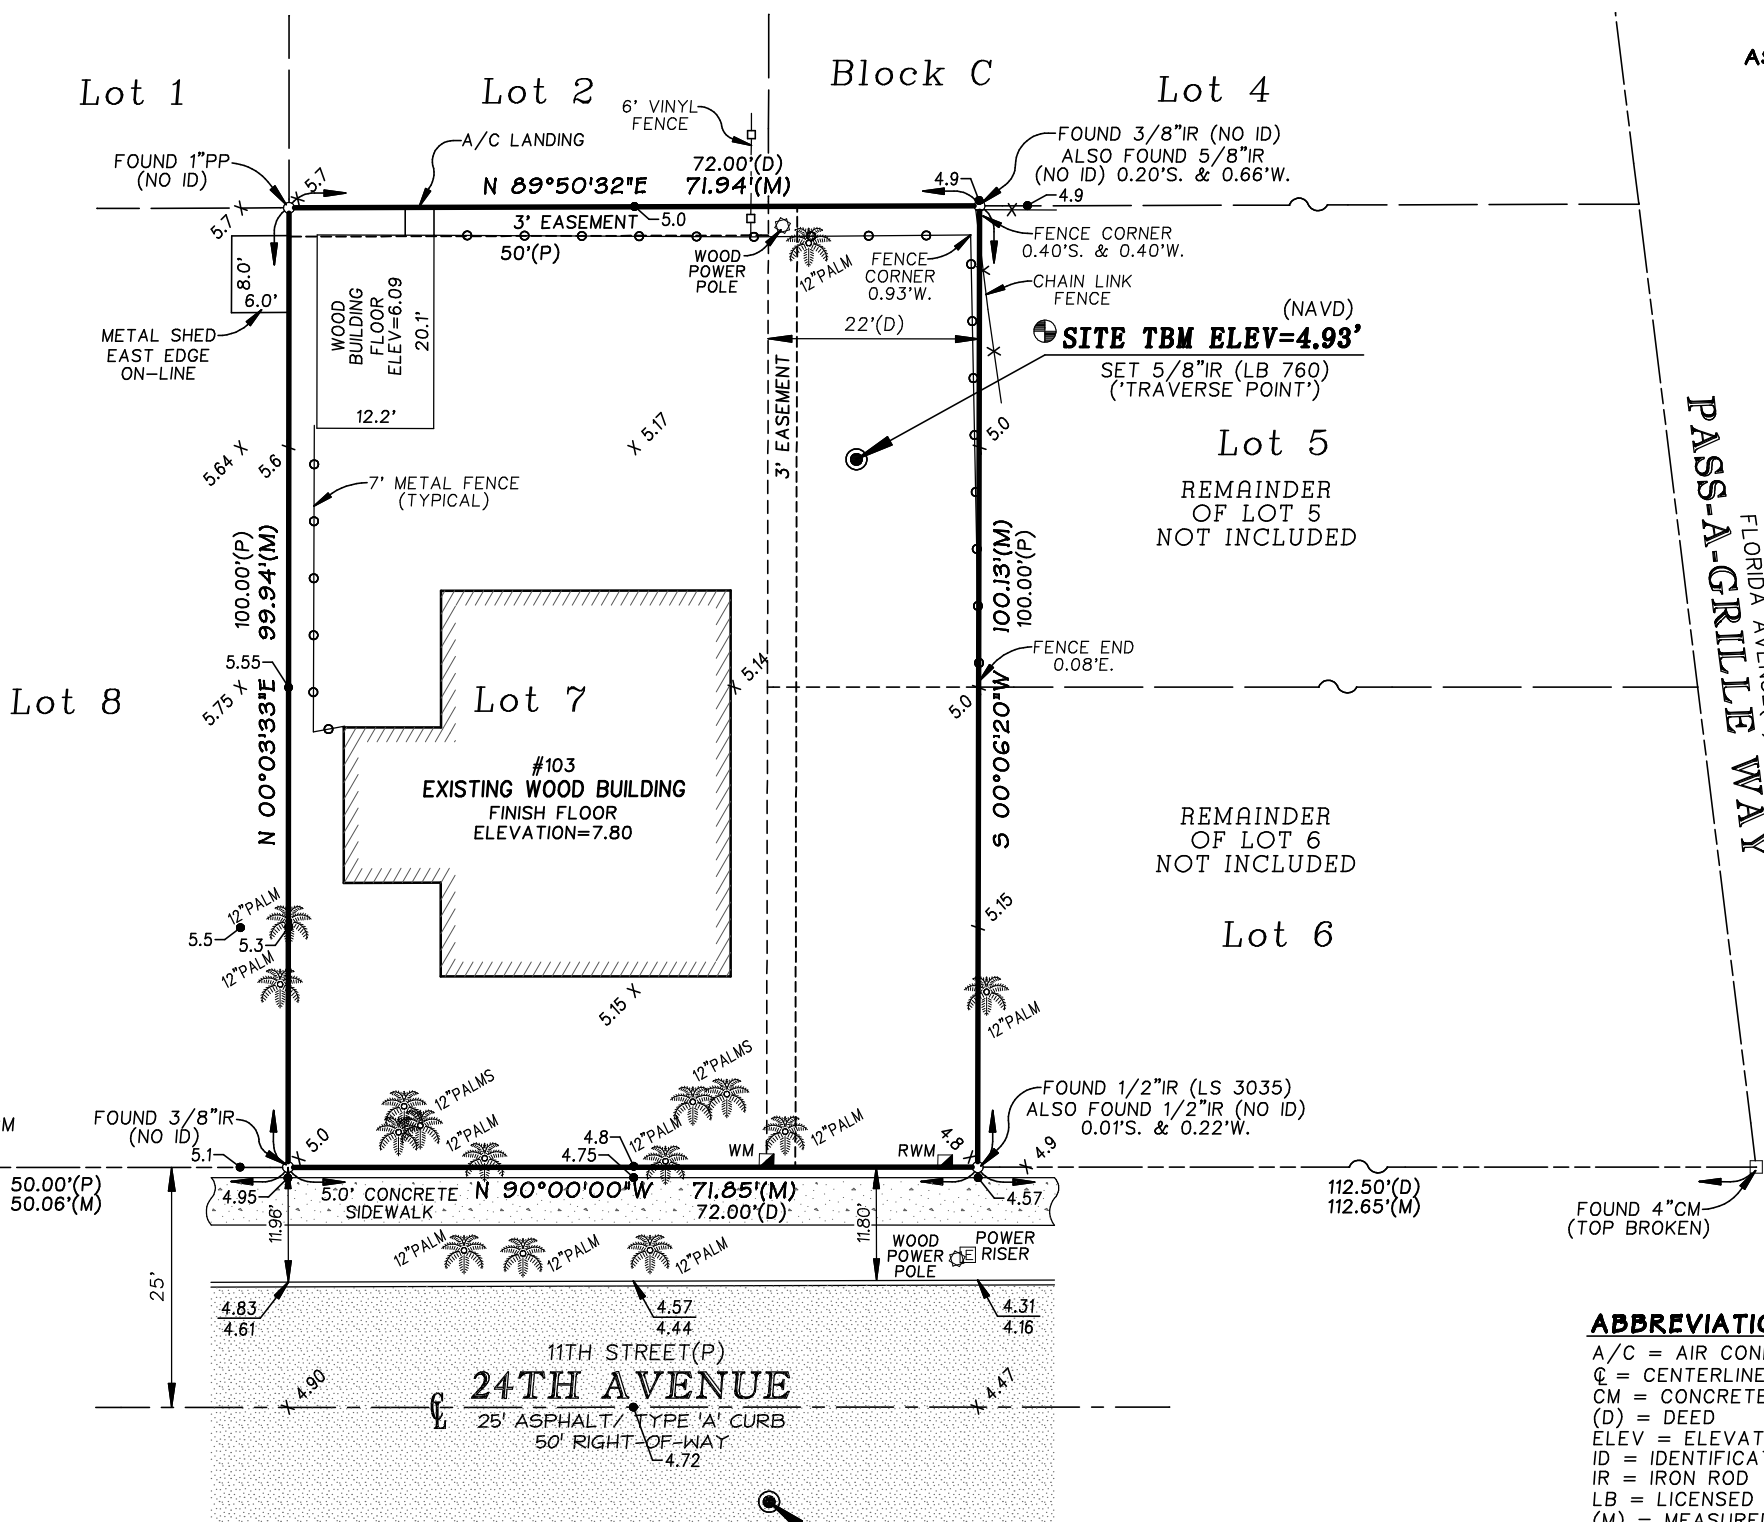 Lot 1
Lot 2
Block C
Lot 4
6' VINYL
FENCE
A/C LANDING
FOUND 1"PP
(NO ID)
5.7
5.7
72.00'(D)
N 89°50'32"E 71.94'(M)
4.9
FOUND 3/8"IR (NO ID)
ALSO FOUND 5/8"IR
(NO ID) 0.20'S. & 0.66'W.
4.9
3' EASEMENT
5.0
50'(P)
WOOD
POWER
POLE
12"PALM
FENCE
CORNER
0.93'W.
FENCE CORNER
0.40'S. & 0.40'W.
CHAIN LINK
FENCE
8.0'
6.0'
METAL SHED
EAST EDGE
ON-LINE
WOOD
BUILDING
FLOOR
ELEV=6.09
20.1'
12.2'
22'(D)
(NAVD)
SITE TBM ELEV=4.93'
SET 5/8"IR (LB 760)
('TRAVERSE POINT')
3' EASEMENT
5.17
5.0
5.64
5.6
7' METAL FENCE
(TYPICAL)
Lot 5
REMAINDER
OF LOT 5
NOT INCLUDED
PASS-A-GRILLE WAY
100.00'(P)
N 00°03'33"E 99.94'(M)
S 00°06'20"W 100.13'(M)
100.00'(P)
5.55
5.75
5.14
5.0
FENCE END
0.08'E.
Lot 8
Lot 7
#103
EXISTING WOOD BUILDING
FINISH FLOOR
ELEVATION=7.80
REMAINDER
OF LOT 6
NOT INCLUDED
Lot 6
12"PALM
5.5
5.3
12"PALM
5.15
5.15
12"PALM
12"PALMS
12"PALMS
12"PALM
12"PALM
12"PALM
M
FOUND 3/8"IR
(NO ID)
5.1
5.0
4.8
4.75
WM
RWM
4.8
4.9
FOUND 1/2"IR (LS 3035)
ALSO FOUND 1/2"IR (NO ID)
0.01'S. & 0.22'W.
50.00'(P)
50.06'(M)
4.95
5.0' CONCRETE
SIDEWALK
N 90°00'00"W 71.85'(M)
72.00'(D)
4.57
112.50'(D)
112.65'(M)
FOUND 4"CM
(TOP BROKEN)
11.96'
11.80'
25'
12"PALM
12"PALM
12"PALM
WOOD
POWER
POLE
E
POWER
RISER
4.83
4.61
4.57
4.44
4.31
4.16
11TH STREET(P)
24TH AVENUE
25' ASPHALT/ TYPE 'A' CURB
50' RIGHT-OF-WAY
4.90
4.47
4.72
℄
A/C = AIR
℄ = CENTERLINE
CM =
(D) = DEED
ELEV =
ID =
IR = IRON ROD
LB = LICENSED